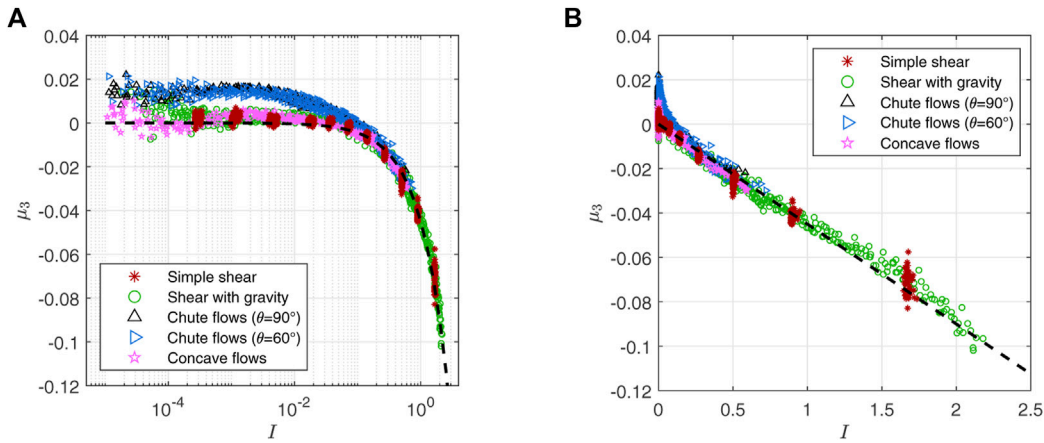 A
0.04
0.02
0
-0.02
-0.04
-0.06
-0.08
-0.1
-0.12
μ3
Simple shear
Shear with gravity
Chute flows (θ=90°)
Chute flows (θ=60°)
Concave flows
10-4
10-2
100
I
B
0.04
0.02
0
-0.02
-0.04
-0.06
-0.08
-0.1
-0.12
μ3
Simple shear
Shear with gravity
Chute flows (θ=90°)
Chute flows (θ=60°)
Concave flows
0
0.5
1
1.5
2
2.5
I